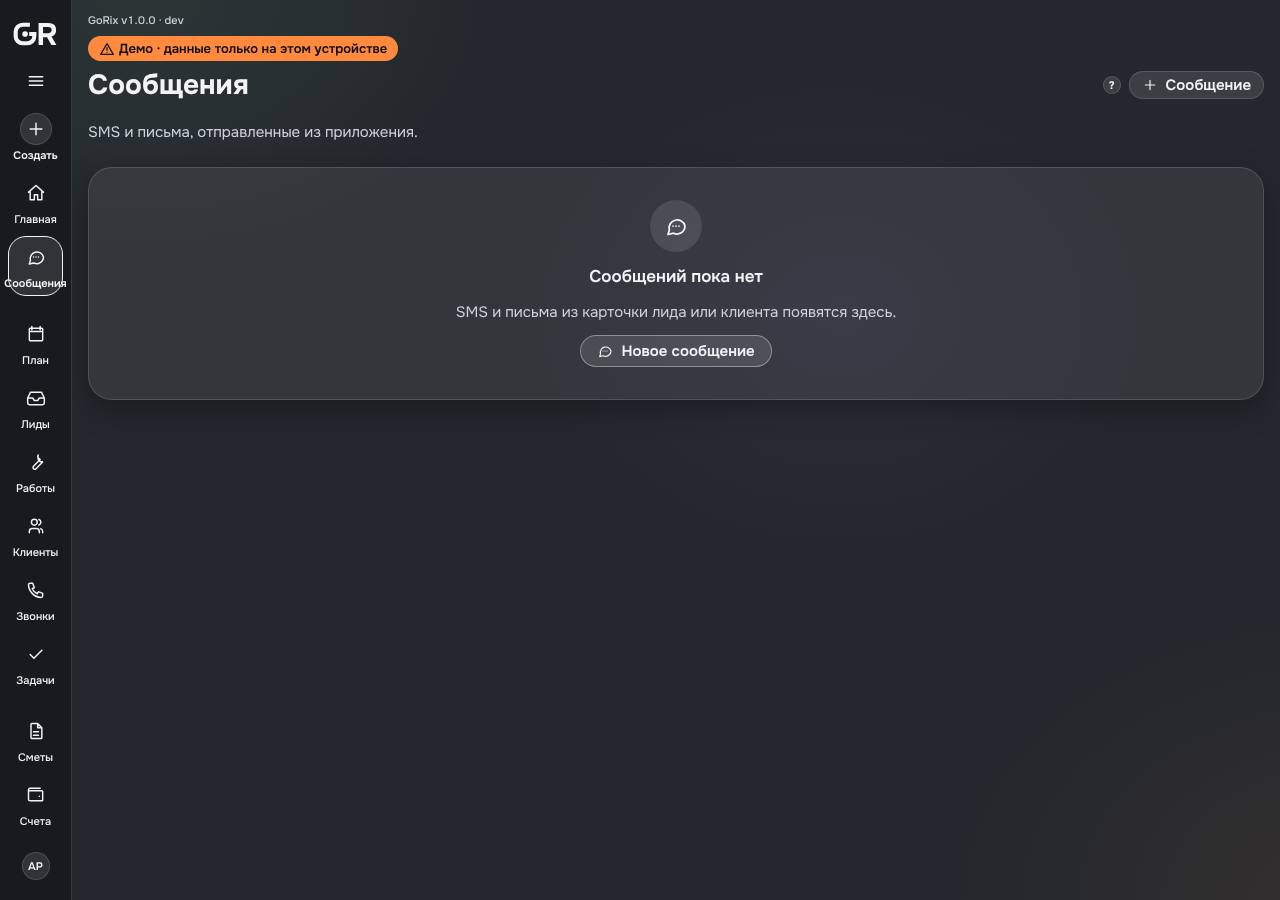 GR
GoRix v1.0.0 · dev
Демо · данные только на этом устройстве
Сообщения
?
Сообщение
SMS и письма, отправленные из приложения.
Создать
Главная
Сообщения
План
Лиды
Работы
Клиенты
Звонки
Задачи
Сметы
Счета
AP
Сообщений пока нет
SMS и письма из карточки лида или клиента появятся здесь.
Новое сообщение